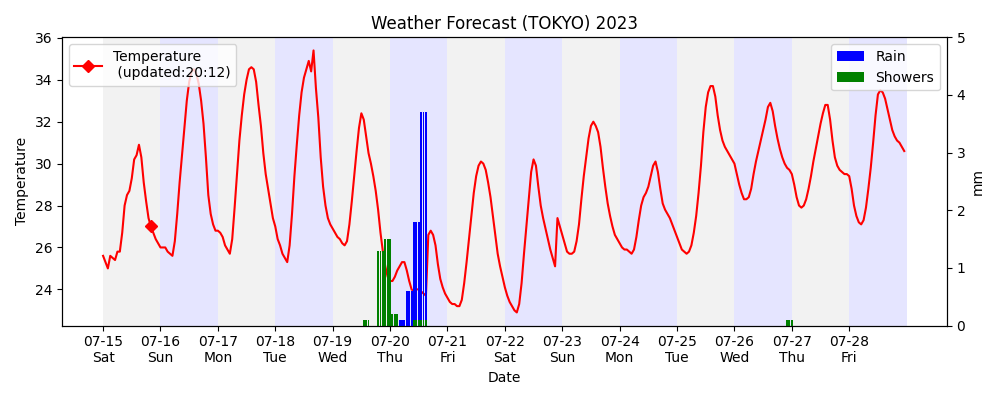 Weather Forecast (TOKYO) 2023
Temperature
(updated:20:12)
Rain
Showers
36
34
32
30
28
26
24
Temperature
5
4
3
2
1
0
mm
07-15 07-16 07-17 07-18 07-19 07-20 07-21 07-22 07-23 07-24 07-25 07-26 07-27 07-28
Sat Sun Mon Tue Wed Thu Fri Sat Sun Mon Tue Wed Thu Fri
Date